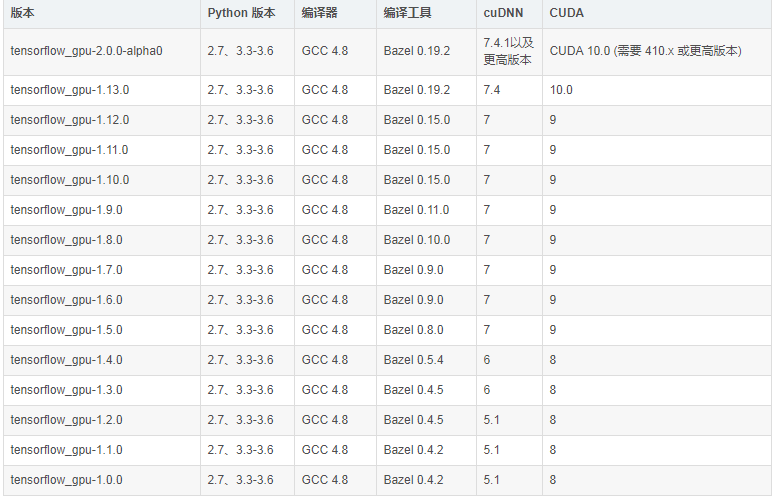 版本 Python 版本 编译器 编译工具 cuDNN CUDA
tensorflow_gpu-2.0.0-alpha0 2.7、3.3-3.6 GCC 4.8 Bazel 0.19.2 7.4.1以及更高版本 CUDA 10.0 (需要 410.x 或更高版本)
tensorflow_gpu-1.13.0 2.7、3.3-3.6 GCC 4.8 Bazel 0.19.2 7.4 10.0
tensorflow_gpu-1.12.0 2.7、3.3-3.6 GCC 4.8 Bazel 0.15.0 7 9
tensorflow_gpu-1.11.0 2.7、3.3-3.6 GCC 4.8 Bazel 0.15.0 7 9
tensorflow_gpu-1.10.0 2.7、3.3-3.6 GCC 4.8 Bazel 0.15.0 7 9
tensorflow_gpu-1.9.0 2.7、3.3-3.6 GCC 4.8 Bazel 0.11.0 7 9
tensorflow_gpu-1.8.0 2.7、3.3-3.6 GCC 4.8 Bazel 0.10.0 7 9
tensorflow_gpu-1.7.0 2.7、3.3-3.6 GCC 4.8 Bazel 0.9.0 7 9
tensorflow_gpu-1.6.0 2.7、3.3-3.6 GCC 4.8 Bazel 0.9.0 7 9
tensorflow_gpu-1.5.0 2.7、3.3-3.6 GCC 4.8 Bazel 0.8.0 7 9
tensorflow_gpu-1.4.0 2.7、3.3-3.6 GCC 4.8 Bazel 0.5.4 6 8
tensorflow_gpu-1.3.0 2.7、3.3-3.6 GCC 4.8 Bazel 0.4.5 6 8
tensorflow_gpu-1.2.0 2.7、3.3-3.6 GCC 4.8 Bazel 0.4.5 5.1 8
tensorflow_gpu-1.1.0 2.7、3.3-3.6 GCC 4.8 Bazel 0.4.2 5.1 8
tensorflow_gpu-1.0.0 2.7、3.3-3.6 GCC 4.8 Bazel 0.4.2 5.1 8